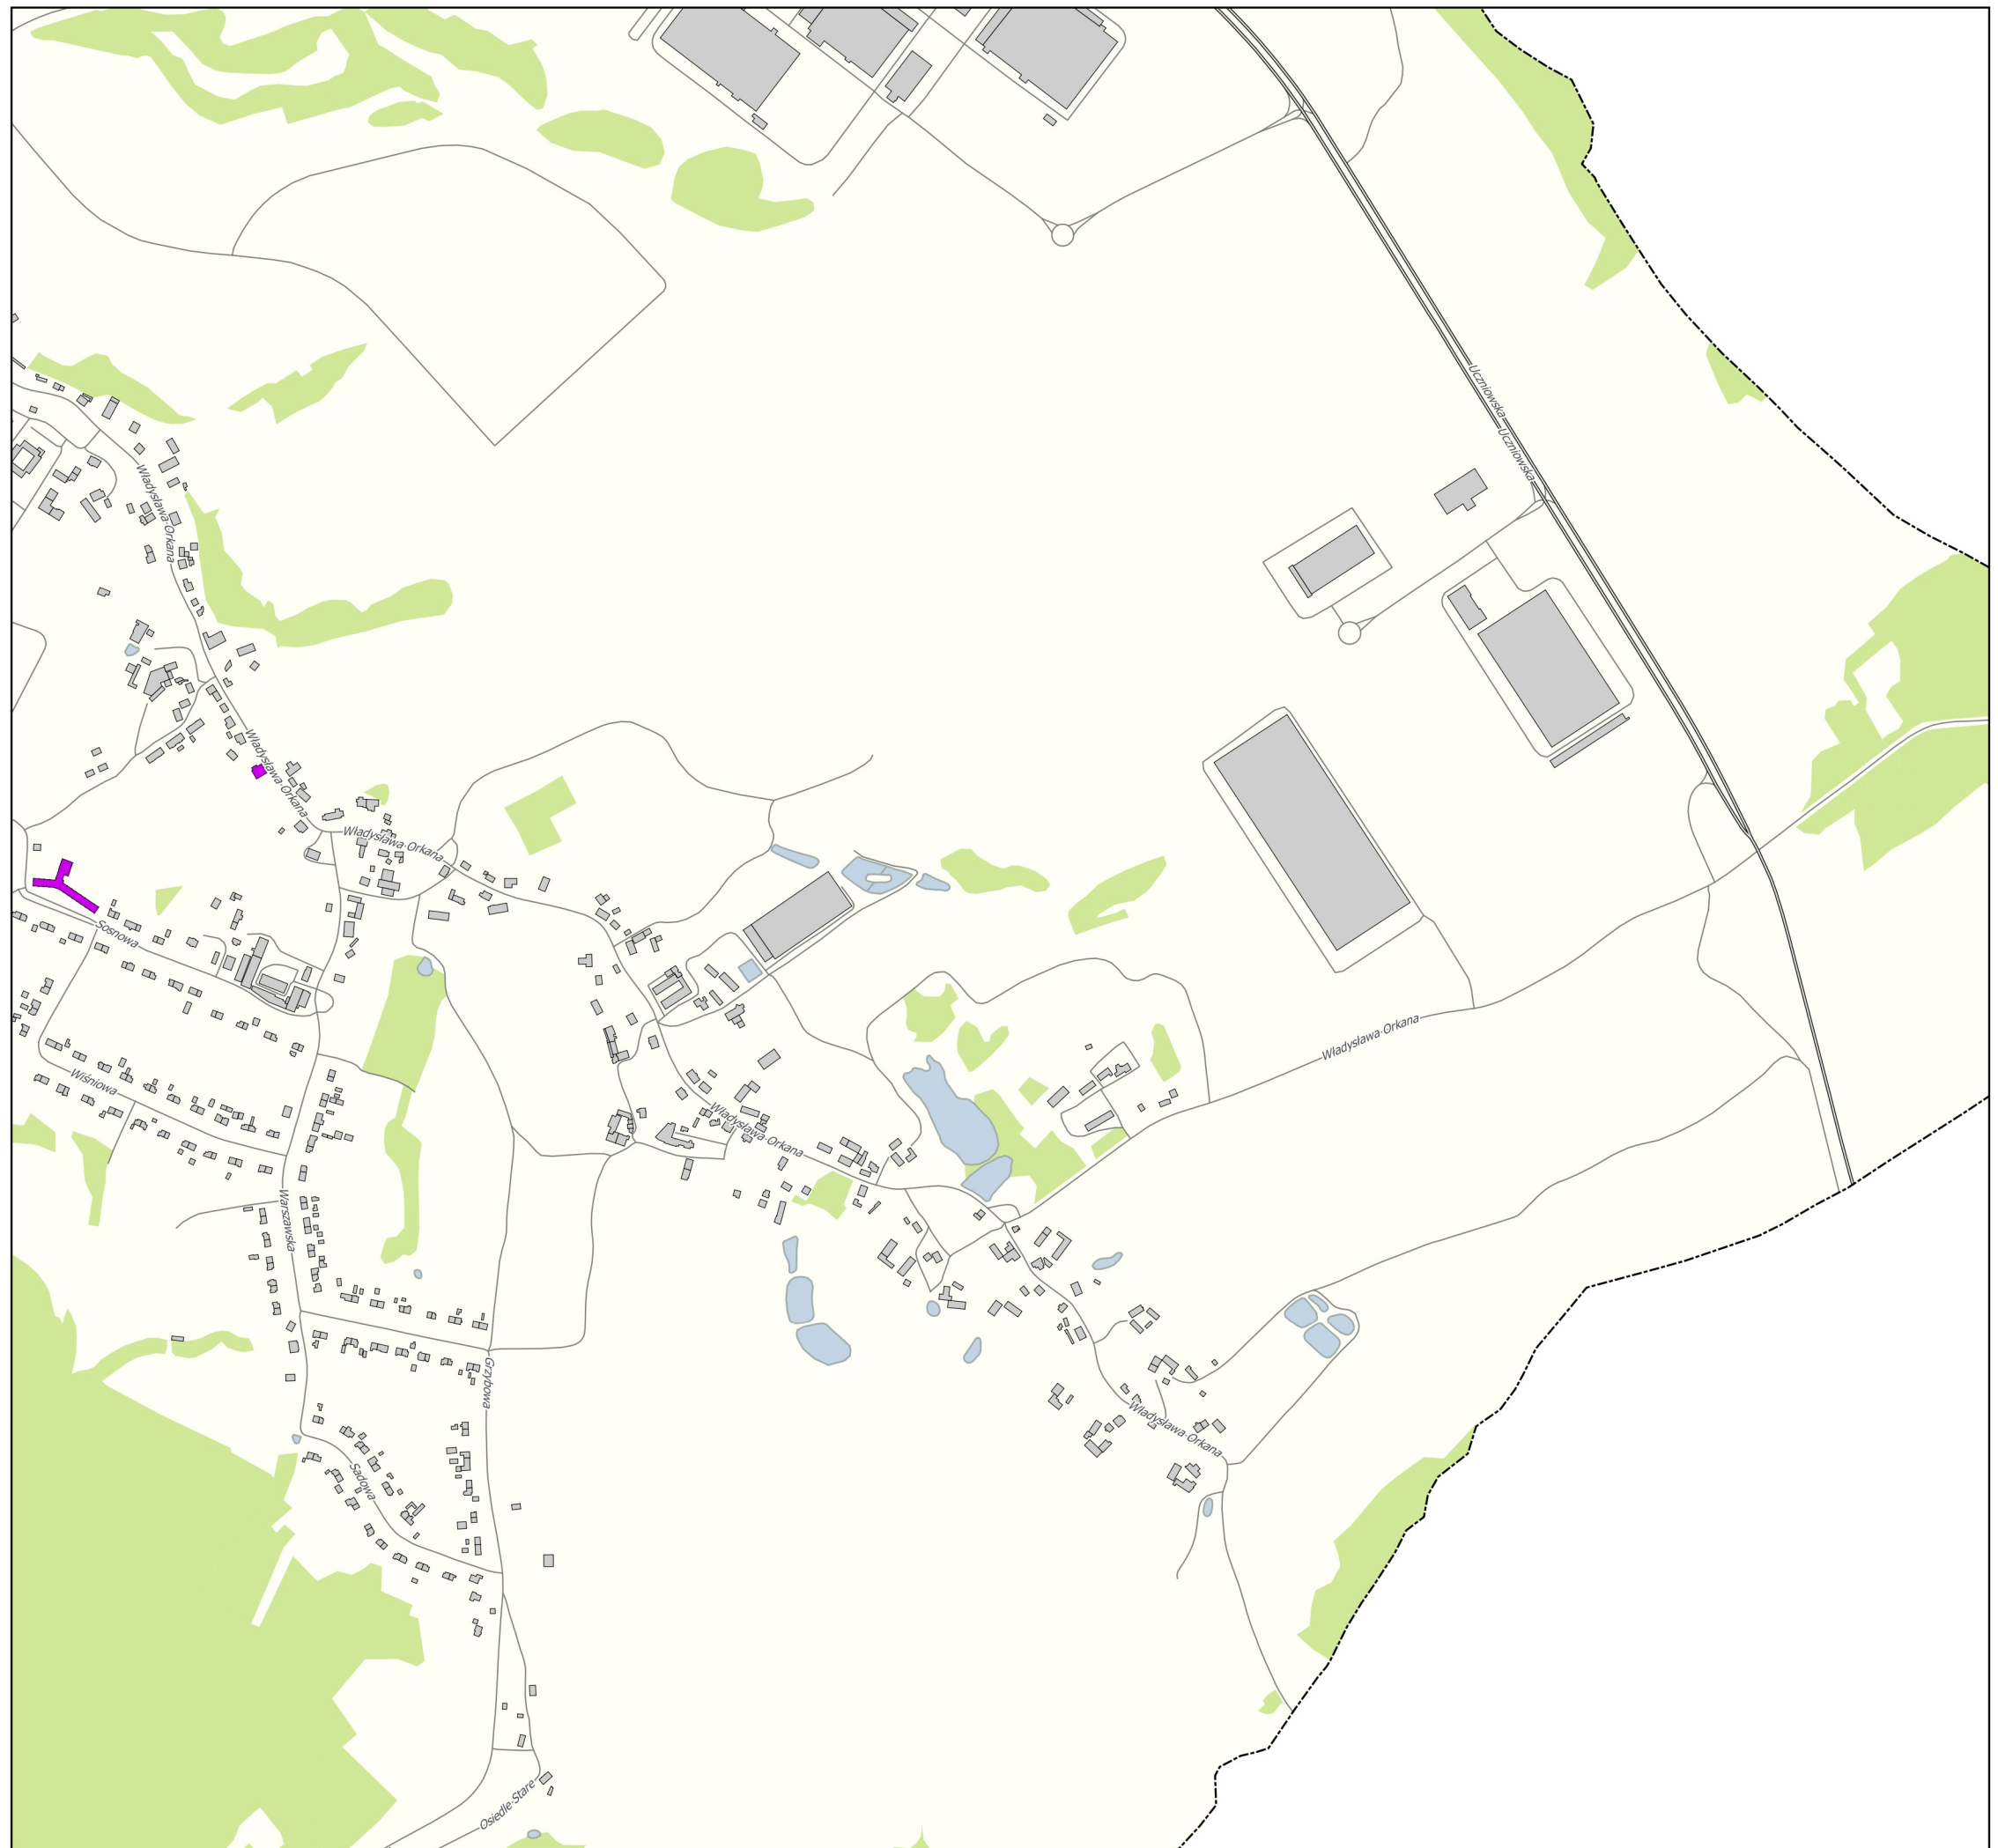 Uczniowska
Uczniowska
Władysława Orkana
Władysława Orkana
Władysława Orkana
Sosnowa
Władysława Orkana
Wiśniowa
Władysława Orkana
Warszawska
Grzybowa
Władysława Orkana
Sadowa
Osiedle Stare